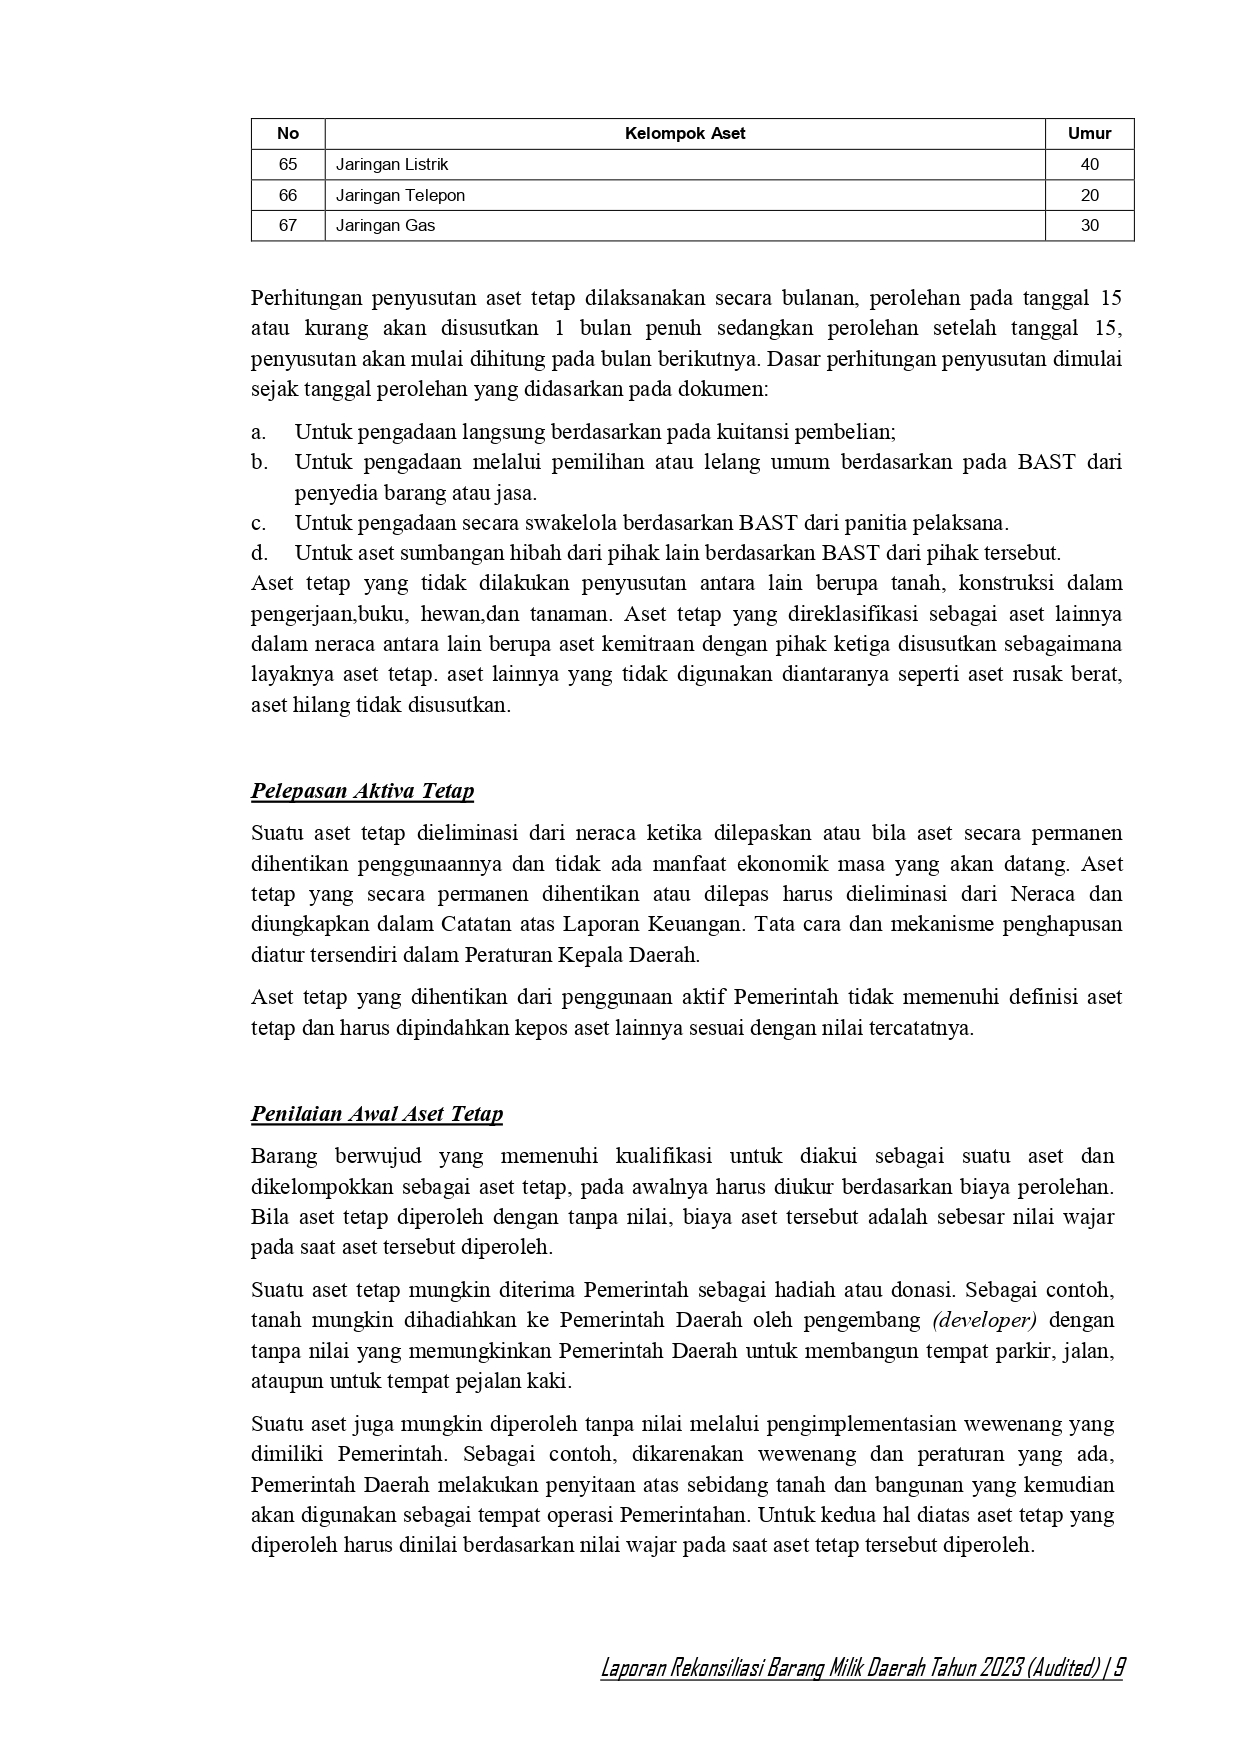 No Kelompok Aset Umur
65 Jaringan Listrik 40
66 Jaringan Telepon 20
67 Jaringan Gas 30
Perhitungan penyusutan aset tetap dilaksanakan secara bulanan, perolehan pada tanggal 15
atau kurang akan disusutkan 1 bulan penuh sedangkan perolehan setelah tanggal 15,
penyusutan akan mulai dihitung pada bulan berikutnya. Dasar perhitungan penyusutan dimulai
sejak tanggal perolehan yang didasarkan pada dokumen:
a. Untuk pengadaan langsung berdasarkan pada kuitansi pembelian;
b. Untuk pengadaan melalui pemilihan atau lelang umum berdasarkan pada BAST dari
penyedia barang atau jasa.
c. Untuk pengadaan secara swakelola berdasarkan BAST dari panitia pelaksana.
d. Untuk aset sumbangan hibah dari pihak lain berdasarkan BAST dari pihak tersebut.
Aset tetap yang tidak dilakukan penyusutan antara lain berupa tanah, konstruksi dalam
pengerjaan,buku, hewan,dan tanaman. Aset tetap yang direklasifikasi sebagai aset lainnya
dalam neraca antara lain berupa aset kemitraan dengan pihak ketiga disusutkan sebagaimana
layaknya aset tetap. aset lainnya yang tidak digunakan diantaranya seperti aset rusak berat,
aset hilang tidak disusutkan.
Pelepasan Aktiva Tetap
Suatu aset tetap dieliminasi dari neraca ketika dilepaskan atau bila aset secara permanen
dihentikan penggunaannya dan tidak ada manfaat ekonomik masa yang akan datang. Aset
tetap yang secara permanen dihentikan atau dilepas harus dieliminasi dari Neraca dan
diungkapkan dalam Catatan atas Laporan Keuangan. Tata cara dan mekanisme penghapusan
diatur tersendiri dalam Peraturan Kepala Daerah.
Aset tetap yang dihentikan dari penggunaan aktif Pemerintah tidak memenuhi definisi aset
tetap dan harus dipindahkan kepos aset lainnya sesuai dengan nilai tercatatnya.
Penilaian Awal Aset Tetap
Barang berwujud yang memenuhi kualifikasi untuk diakui sebagai suatu aset dan
dikelompokkan sebagai aset tetap, pada awalnya harus diukur berdasarkan biaya perolehan.
Bila aset tetap diperoleh dengan tanpa nilai, biaya aset tersebut adalah sebesar nilai wajar
pada saat aset tersebut diperoleh.
Suatu aset tetap mungkin diterima Pemerintah sebagai hadiah atau donasi. Sebagai contoh,
tanah mungkin dihadiahkan ke Pemerintah Daerah oleh pengembang (developer) dengan
tanpa nilai yang memungkinkan Pemerintah Daerah untuk membangun tempat parkir, jalan,
ataupun untuk tempat pejalan kaki.
Suatu aset juga mungkin diperoleh tanpa nilai melalui pengimplementasian wewenang yang
dimiliki Pemerintah. Sebagai contoh, dikarenakan wewenang dan peraturan yang ada,
Pemerintah Daerah melakukan penyitaan atas sebidang tanah dan bangunan yang kemudian
akan digunakan sebagai tempat operasi Pemerintahan. Untuk kedua hal diatas aset tetap yang
diperoleh harus dinilai berdasarkan nilai wajar pada saat aset tetap tersebut diperoleh.
Laporan Rekonsiliasi Barang Milik Daerah Tahun 2023 (Audited) | 9